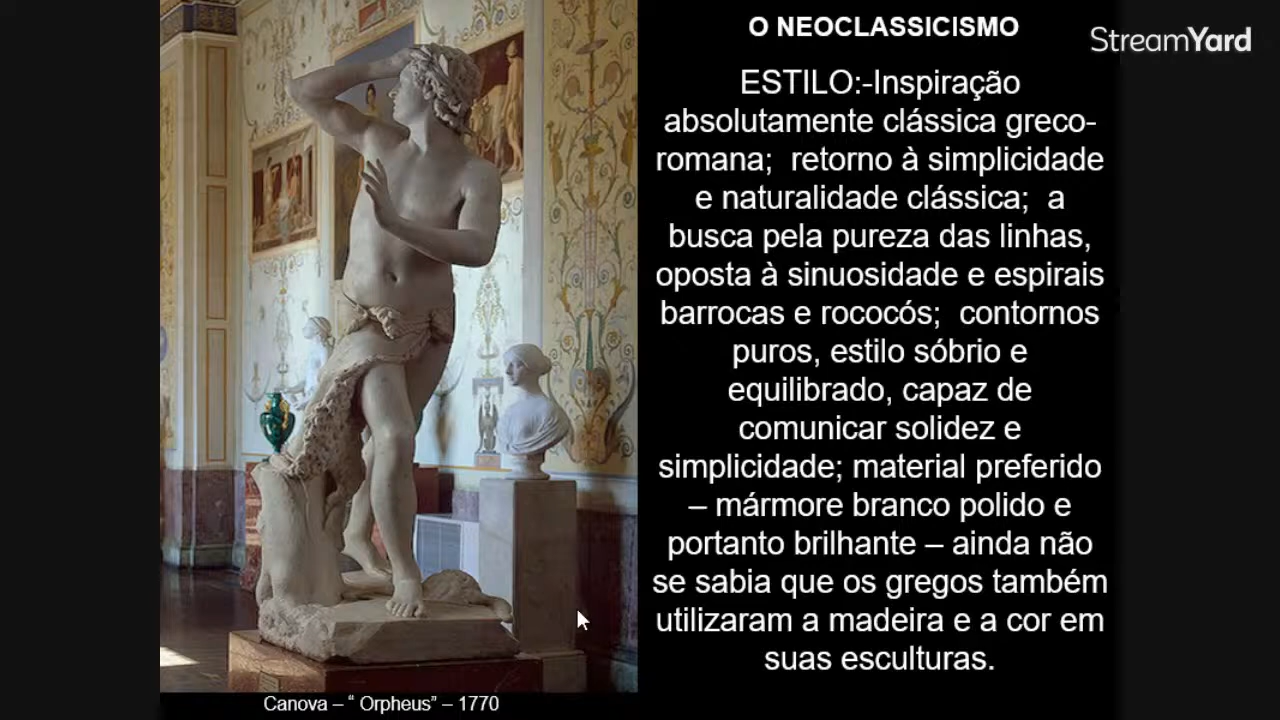 O NEOCLASSICISMO
StreamYard
ESTILO:-Inspiração
absolutamente clássica greco-
romana;  retorno à simplicidade
e naturalidade clássica;  a
busca pela pureza das linhas,
oposta à sinuosidade e espirais
barrocas e rococós;  contornos
puros, estilo sóbrio e
equilibrado, capaz de
comunicar solidez e
simplicidade; material preferido
– mármore branco polido e
portanto brilhante – ainda não
se sabia que os gregos também
utilizaram a madeira e a cor em
suas esculturas.
Canova – “ Orpheus” – 1770